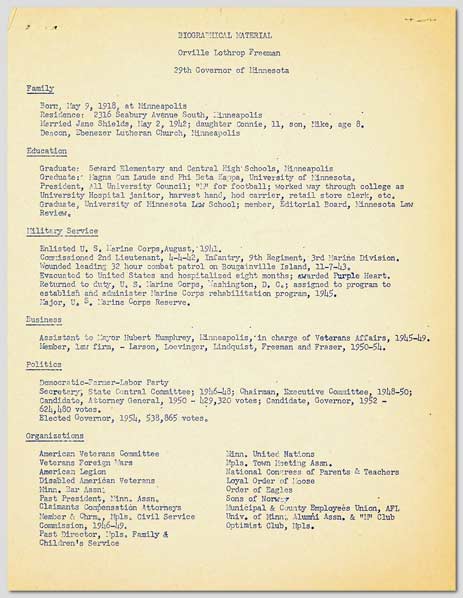 BIOGRAPHICAL MATERIAL
Orville Lothrop Freeman
29th Governor of Minnesota
Family
Born, May 9, 1918, at Minneapolis
Residence: 2316 Seabury Avenue South, Minneapolis
Married Jane Shields, May 2, 1942; daughter Connie, 11, son, Mike, age 8.
Deacon, Ebenezer Lutheran Church, Minneapolis
Education
Graduate: Seward Elementary and Central High Schools, Minneapolis
Graduate: Magna Cum Laude and Phi Beta Kappa, University of Minnesota.
President, All University Council; "M" for football; worked way through college as
University Hospital janitor, harvest hand, hod carrier, retail store clerk, etc.
Graduate, University of Minnesota Law School; member, Editorial Board, Minnesota Law
Review.
Military Service
Enlisted U. S. Marine Corps, August, 1941.
Commissioned 2nd Lieutenant, 4-4-42, Infantry, 9th Regiment, 3rd Marine Division.
Wounded leading 32 hour combat patrol on Bougainville Island, 11-7-43.
Evacuated to United States and hospitalized eight months; awarded Purple Heart.
Returned to duty, U. S. Marine Corps, Washington, D. C.; assigned to program to
establish and administer Marine Corps rehabilitation program, 1945.
Major, U. S. Marine Corps Reserve.
Business
Assistant to Mayor Hubert Humphrey, Minneapolis, in charge of Veterans Affairs, 1945-49.
Member, law firm, - Larson, Loevinger, Lindquist, Freeman and Fraser, 1950-54.
Politics
Democratic-Farmer-Labor Party
Secretary, State Central Committee; 1946-48; Chairman, Executive Committee, 1948-50;
Candidate, Attorney General, 1950 - 429,320 votes; Candidate, Governor, 1952 -
624,480 votes.
Elected Governor, 1954, 538,865 votes.
Organizations
American Veterans Committee
Veterans Foreign Wars
American Legion
Disabled American Veterans
Minn. Bar Assn;
Past President, Minn. Assn.
Claimants Compensation Attorneys
Member & Chrm., Mpls. Civil Service
Commission, 1946-49.
Past Director, Mpls. Family &
Children's Service
Minn. United Nations
Mpls. Town Meeting Assn.
National Congress of Parents & Teachers
Loyal Order of Moose
Order of Eagles
Sons of Norway
Municipal & County Employees Union, AFL
Univ. of Minn. Alumni Assn. & "M" Club
Optimist Club, Mpls.